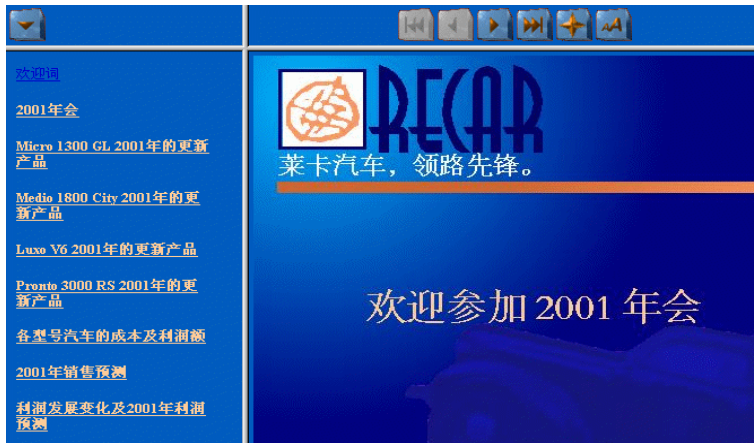 欢迎词
2001年会
Micro 1300 GL 2001年的更新
产品
Medio 1800 City 2001年的更
新产品
Luxo V6 2001年的更新产品
Pronto 3000 RS 2001年的更
新产品
各型号汽车的成本及利润额
2001年销售预测
利润发展变化及2001年利润
预测
AA
RECAR
莱卡汽车，领路先锋。
欢迎参加 2001 年会